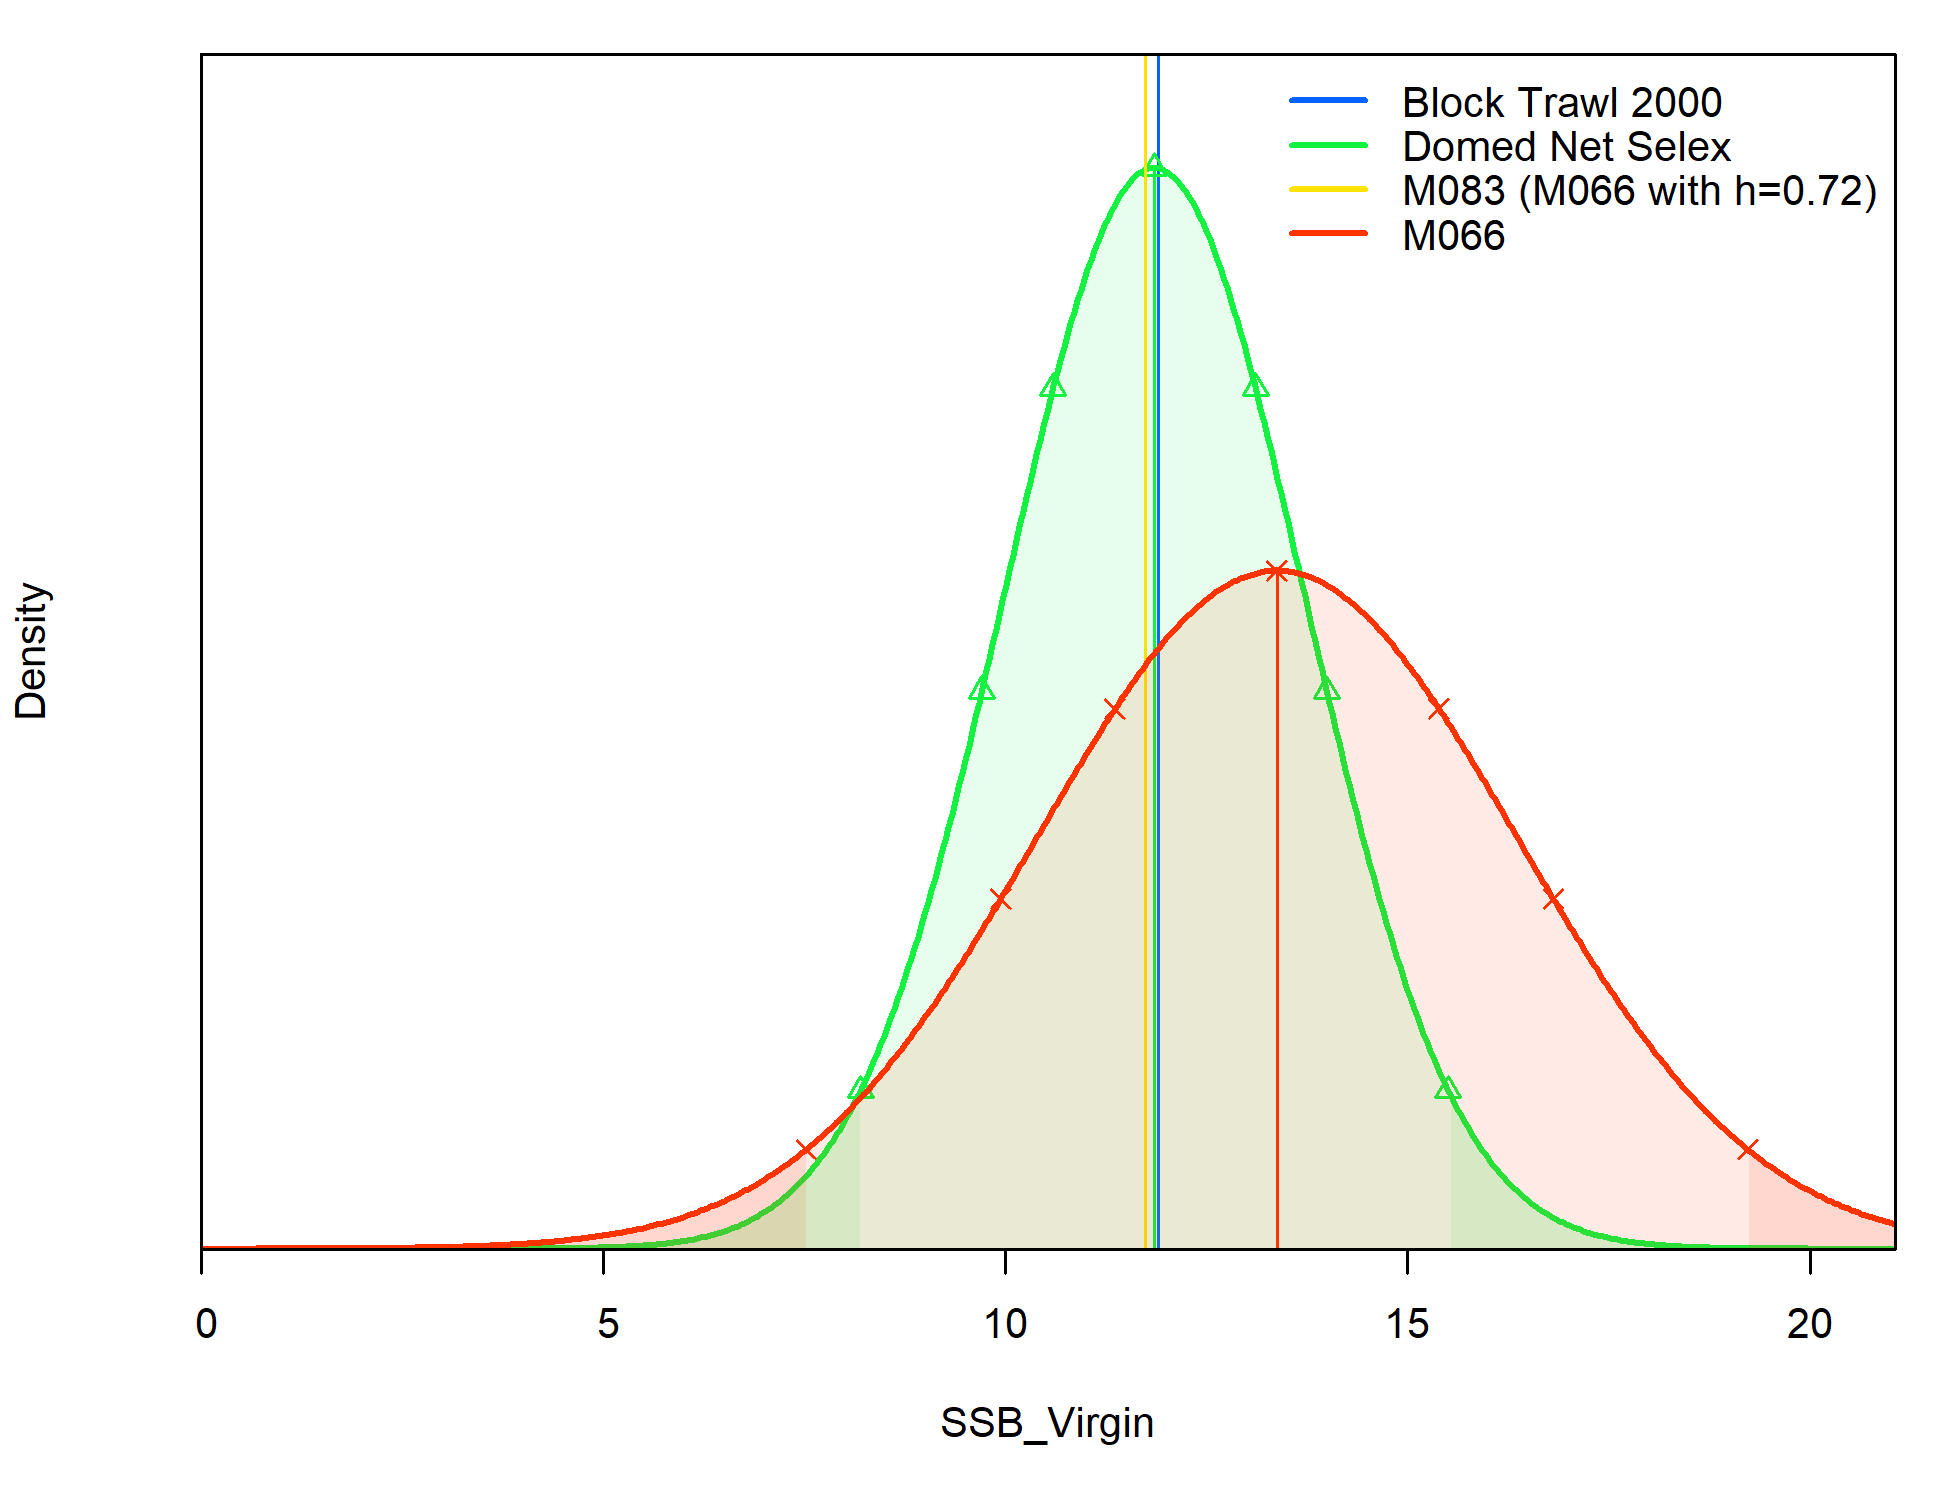 Block Trawl 2000
Domed Net Selex
M083 (M066 with h=0.72)
M066
Density
0 5 10 15 20
SSB_Virgin